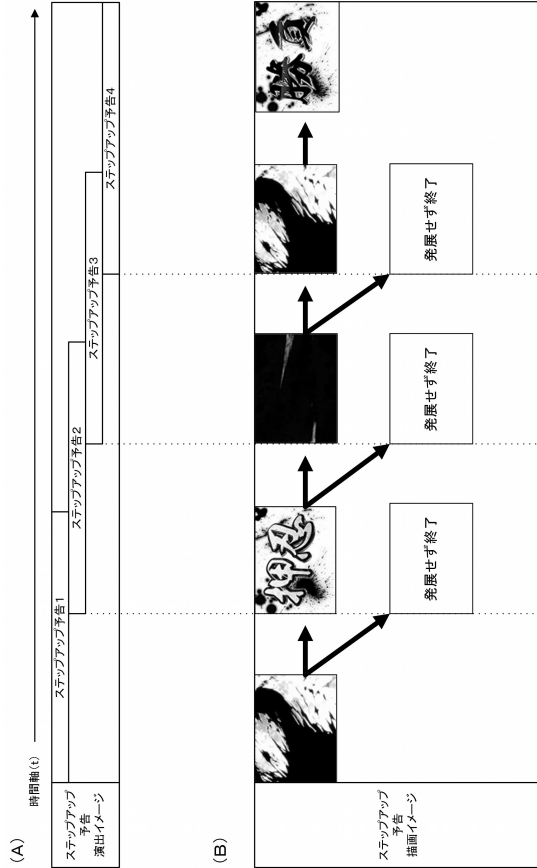 (A)
時間軸(t)
ステップアップ
予告
演出イメージ
ステップアップ予告1
ステップアップ予告2
ステップアップ予告3
ステップアップ予告4
(B)
ステップアップ
予告
描画イメージ
押忍
勝負
発展せず終了
発展せず終了
発展せず終了